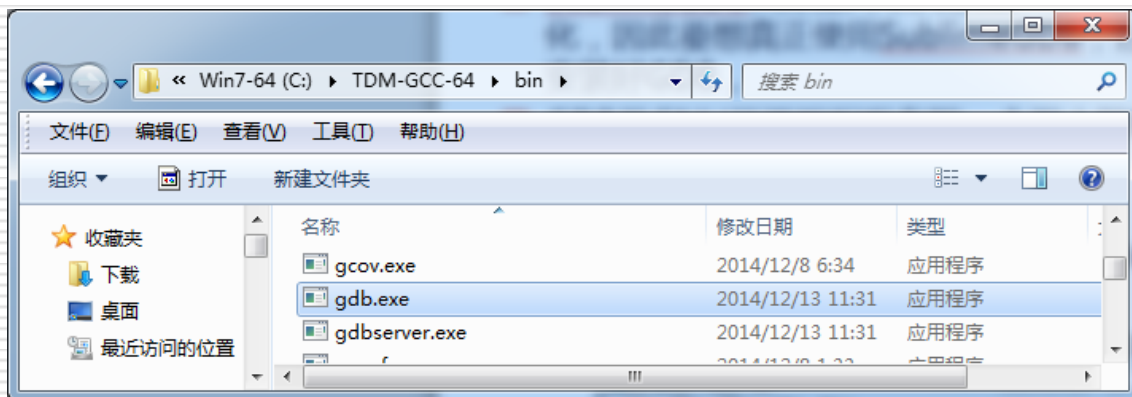 « Win7-64 (C:) ▸ TDM-GCC-64 ▸ bin ▸
搜索 bin
文件(F) 编辑(E) 查看(V) 工具(T) 帮助(H)
组织 打开 新建文件夹
名称 修改日期 类型
收藏夹
下载
桌面
最近访问的位置
gcov.exe 2014/12/8 6:34 应用程序
gdb.exe 2014/12/13 11:31 应用程序
gdbserver.exe 2014/12/13 11:31 应用程序